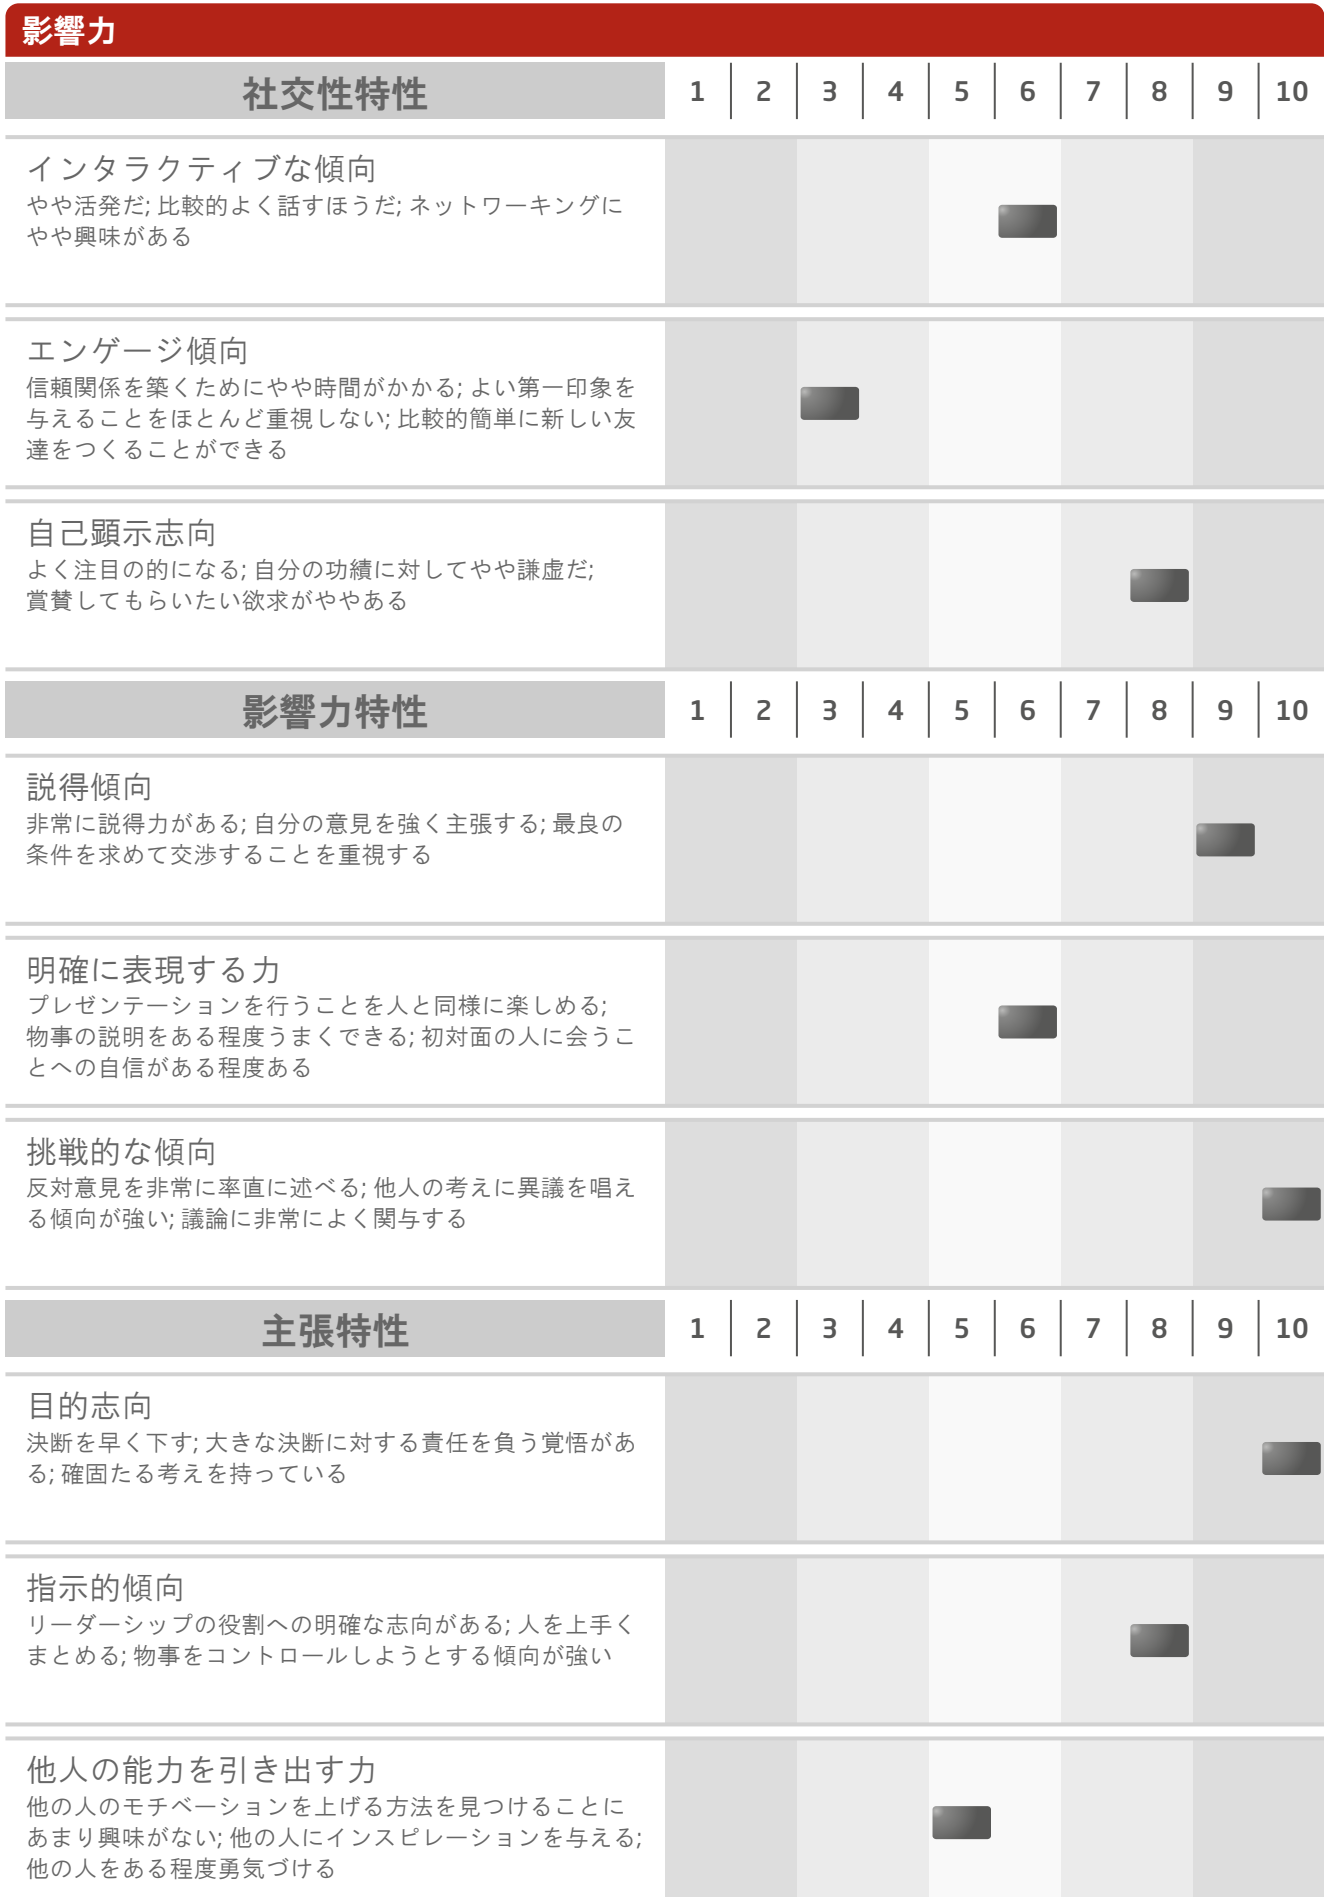 影響力
社交性特性 1 2 3 4 5 6 7 8 9 10
インタラクティブな傾向
やや活発だ; 比較的よく話すほうだ; ネットワーキングに
やや興味がある
エンゲージ傾向
信頼関係を築くためにやや時間がかかる; よい第一印象を
与えることをほとんど重視しない; 比較的簡単に新しい友
達をつくることができる
自己顕示志向
よく注目の的になる; 自分の功績に対してやや謙虚だ;
賞賛してもらいたい欲求がややある
影響力特性 1 2 3 4 5 6 7 8 9 10
説得傾向
非常に説得力がある; 自分の意見を強く主張する; 最良の
条件を求めて交渉することを重視する
明確に表現する力
プレゼンテーションを行うことを人と同様に楽しめる;
物事の説明をある程度うまくできる; 初対面の人に会うこ
とへの自信がある程度ある
挑戦的な傾向
反対意見を非常に率直に述べる; 他人の考えに異議を唱え
る傾向が強い; 議論に非常によく関与する
主張特性 1 2 3 4 5 6 7 8 9 10
目的志向
決断を早く下す; 大きな決断に対する責任を負う覚悟があ
る; 確固たる考えを持っている
指示的傾向
リーダーシップの役割への明確な志向がある; 人を上手く
まとめる; 物事をコントロールしようとする傾向が強い
他人の能力を引き出す力
他の人のモチベーションを上げる方法を見つけることに
あまり興味がない; 他の人にインスピレーションを与える;
他の人をある程度勇気づける